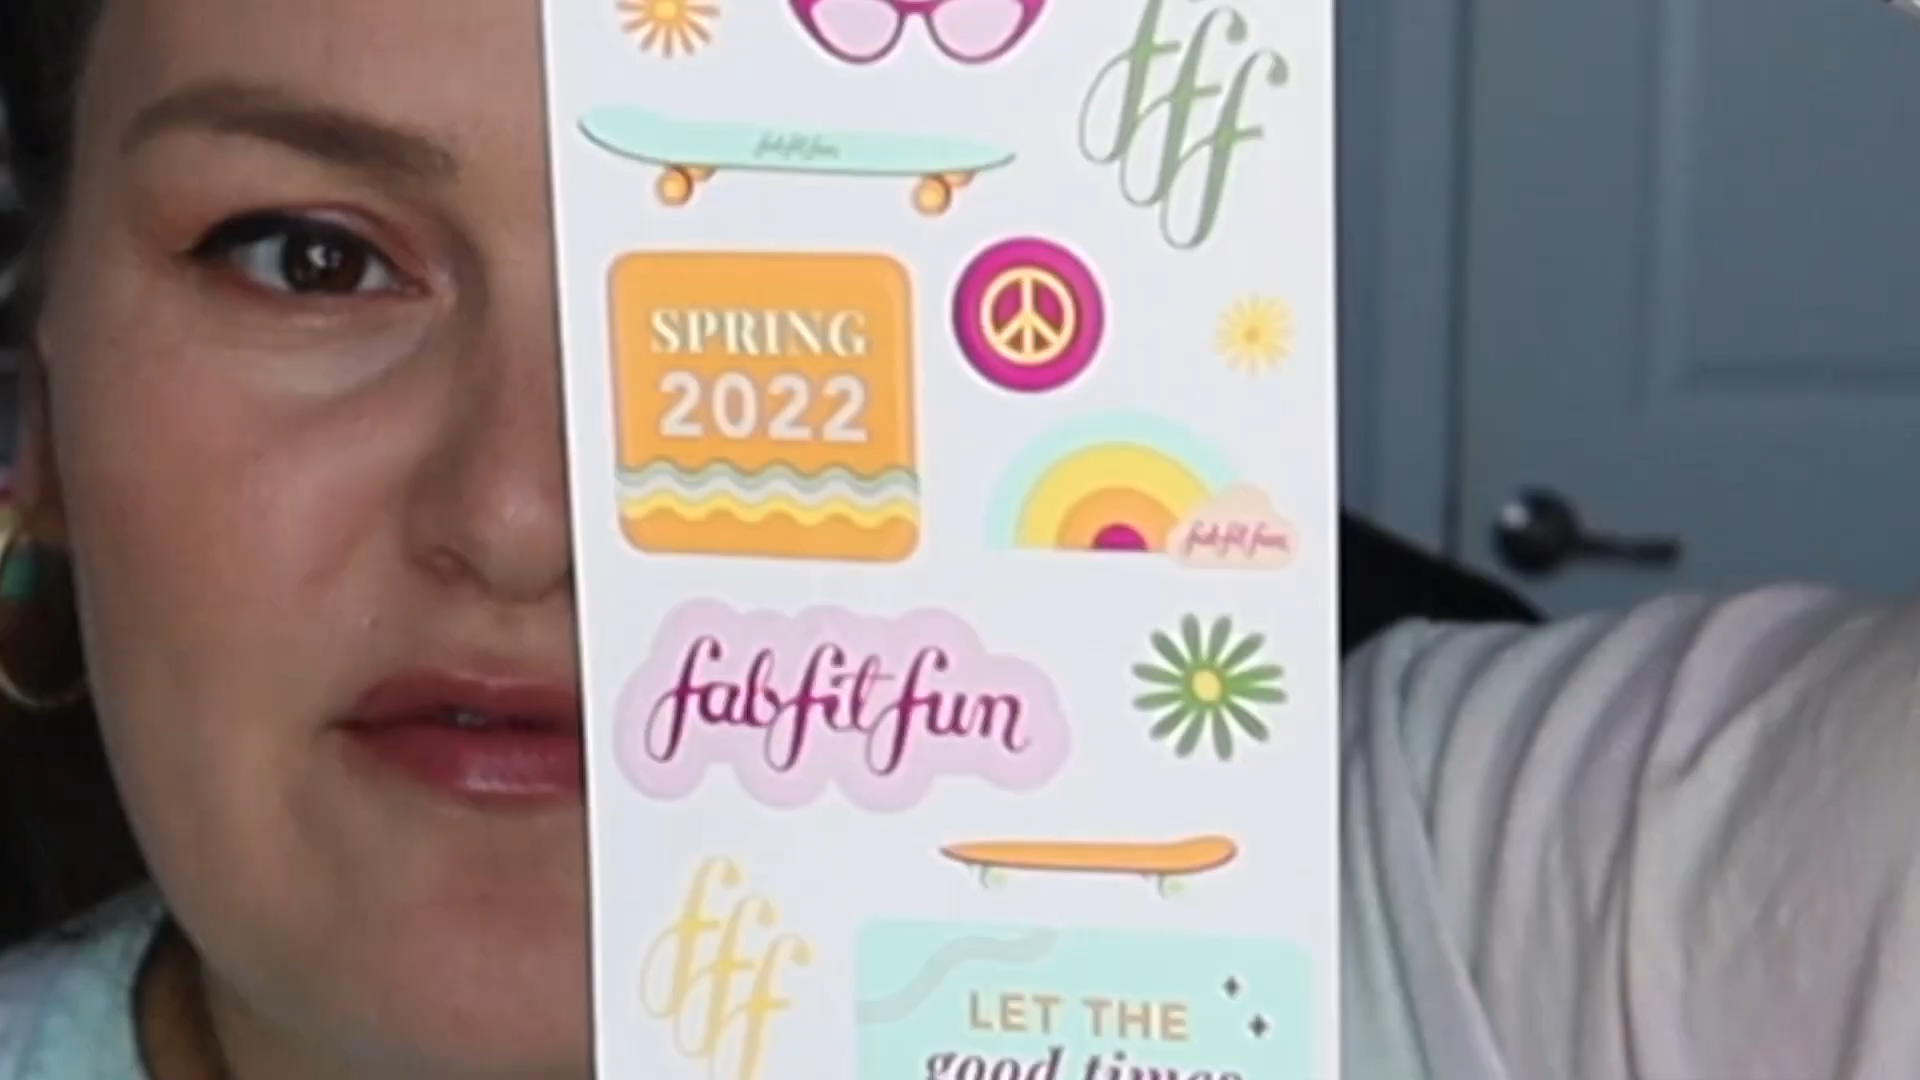 fff
fabfitfun
SPRING
2022
fabfitfun
fabfitfun
fff
LET THE
good times